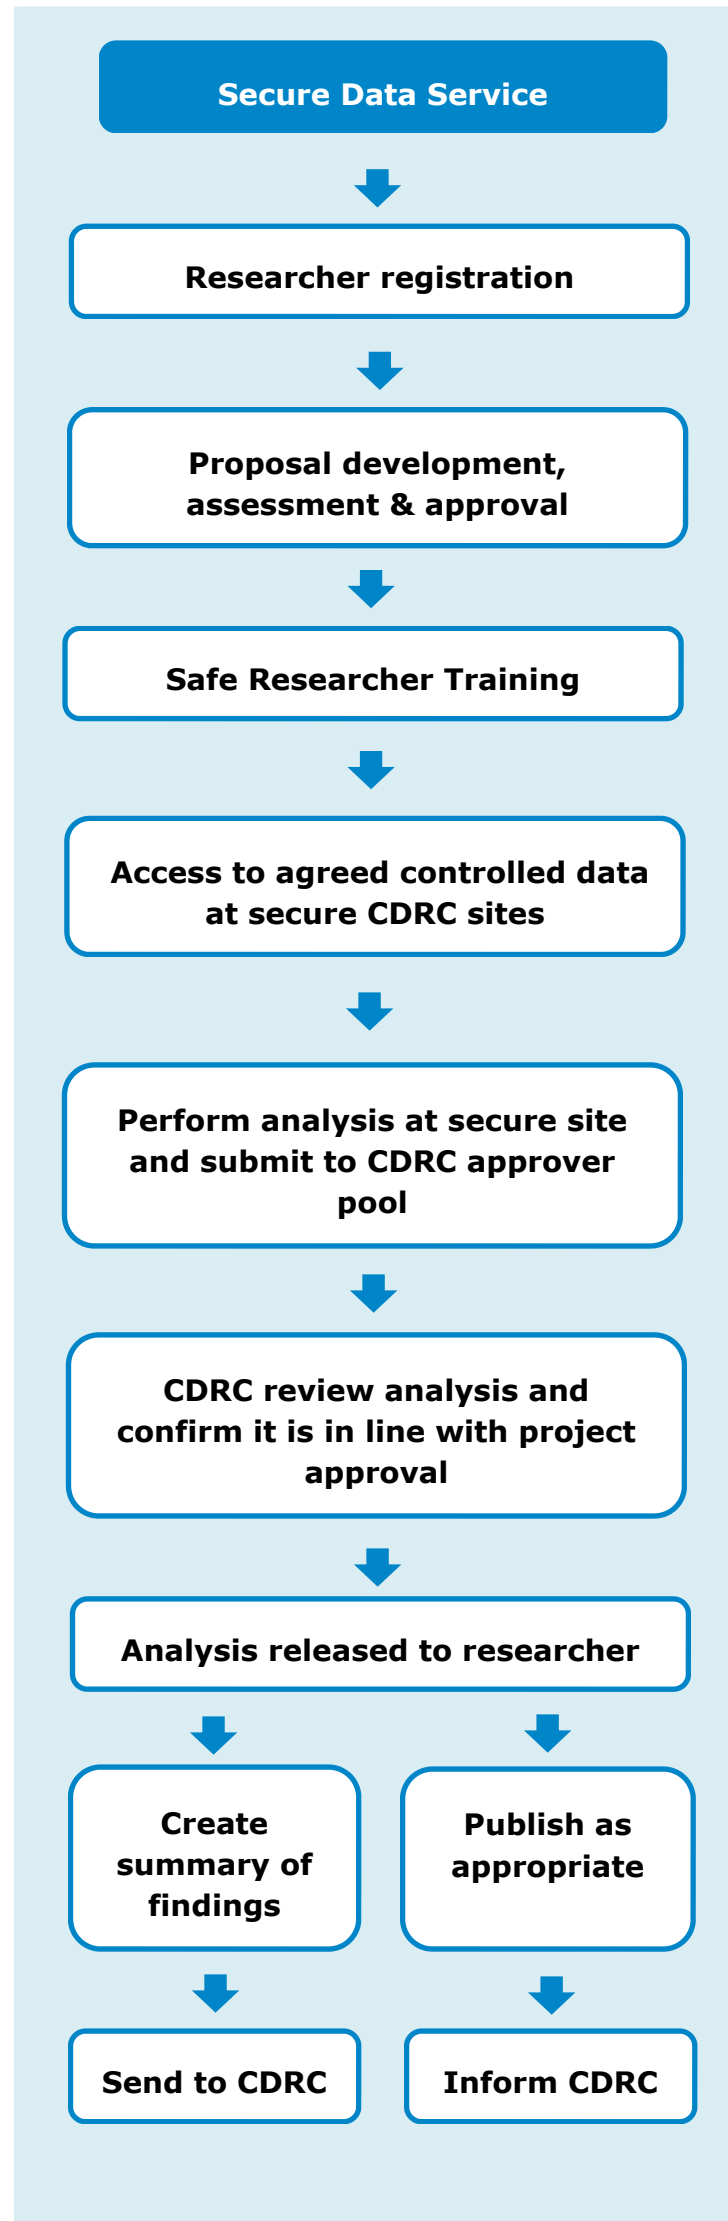 Secure Data Service
Researcher registration
Proposal development,
assessment & approval
Safe Researcher Training
Access to agreed controlled data
at secure CDRC sites
Perform analysis at secure site
and submit to CDRC approver
pool
CDRC review analysis and
confirm it is in line with project
approval
Analysis released to researcher
Create
summary of
findings
Publish as
appropriate
Send to CDRC
Inform CDRC